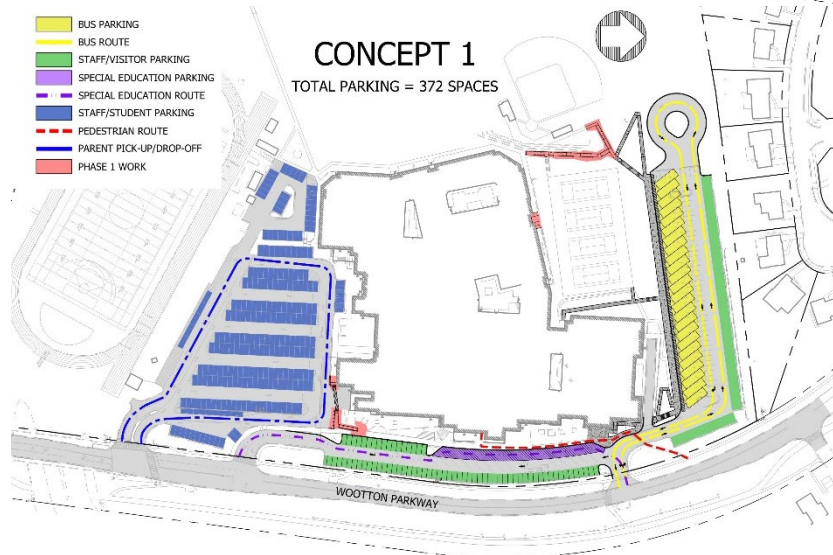 BUS PARKING
BUS ROUTE
STAFF/VISITOR PARKING
SPECIAL EDUCATION PARKING
SPECIAL EDUCATION ROUTE
STAFF/STUDENT PARKING
PEDESTRIAN ROUTE
PARENT PICK-UP/DROP-OFF
PHASE 1 WORK
CONCEPT 1
TOTAL PARKING = 372 SPACES
WOOTTON PARKWAY